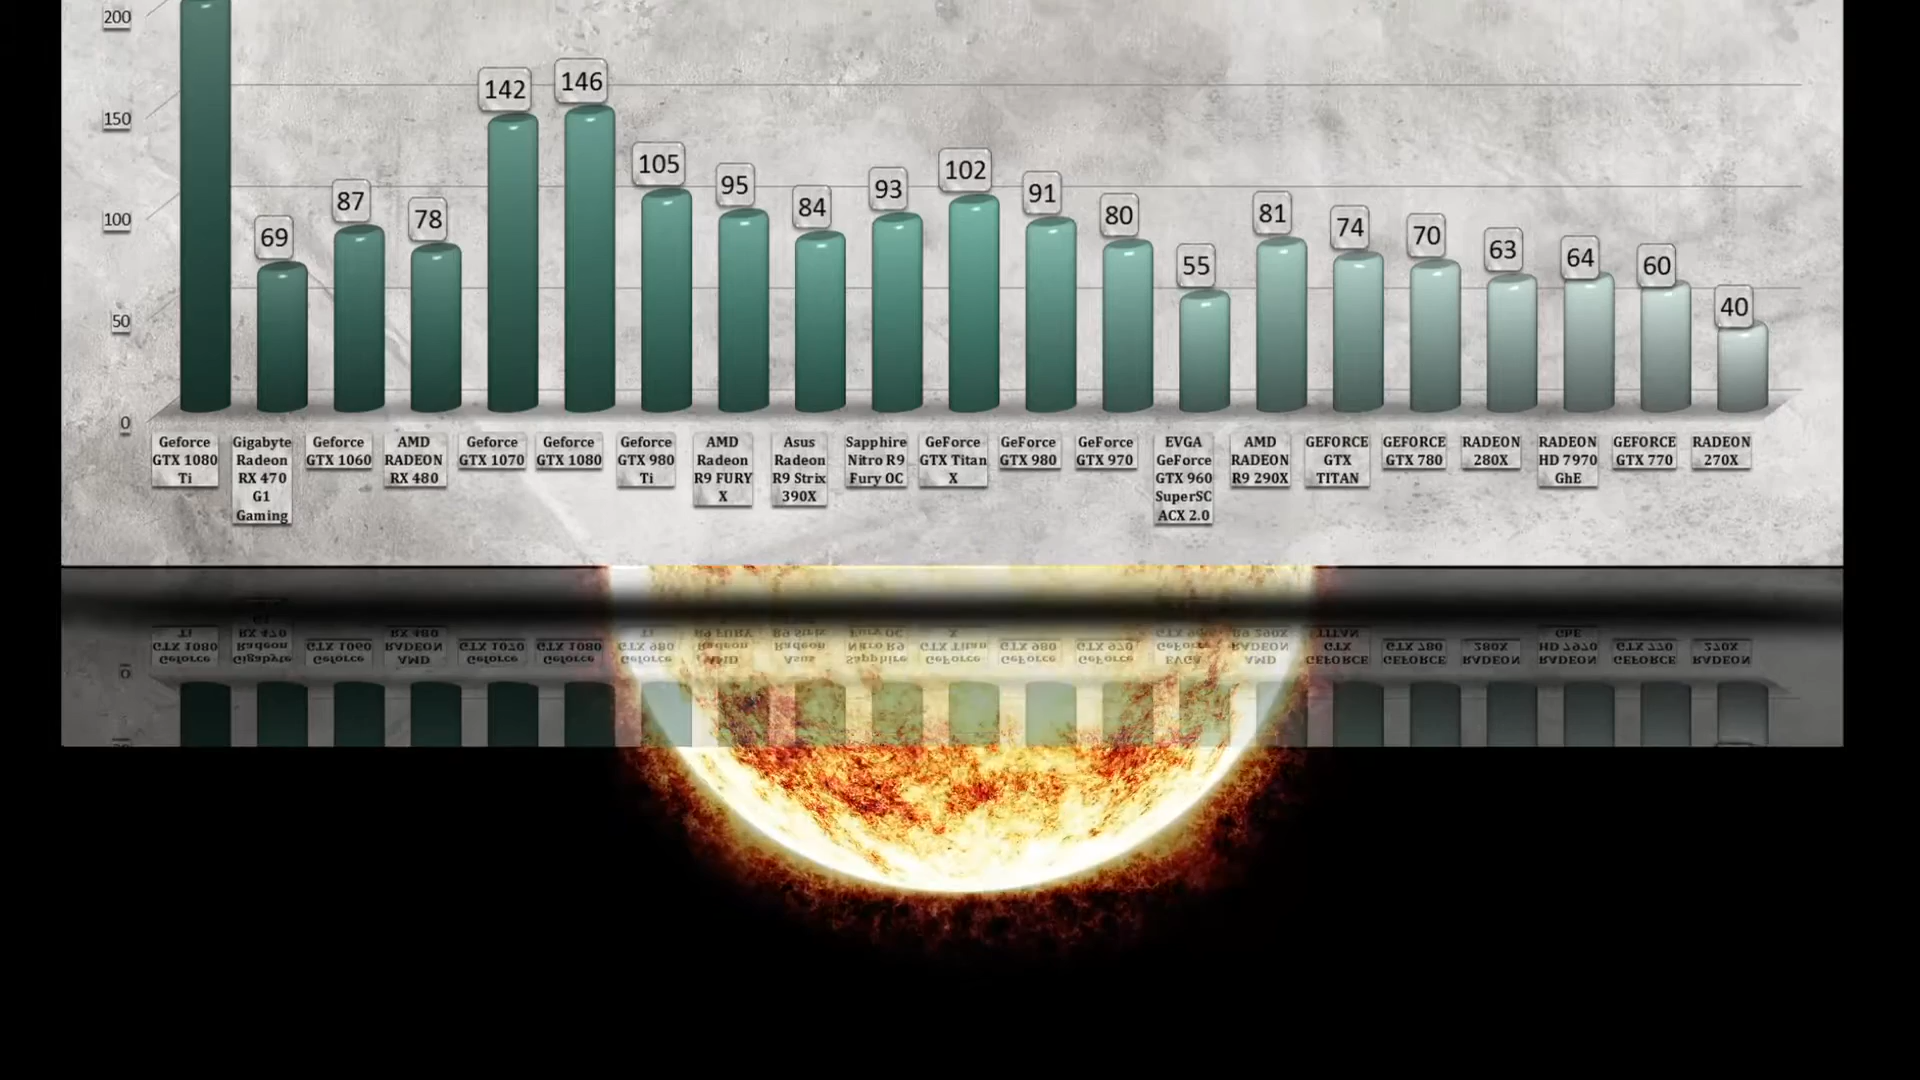 200
142
146
150
105
95
84
93
102
91
87
78
69
100
80
81
74
70
63
64
60
55
40
50
0
Geforce
GTX 1080
Ti
Gigabyte
Radeon
RX 470
G1
Gaming
Geforce
GTX 1060
AMD
RADEON
RX 480
Geforce
GTX 1070
Geforce
GTX 1080
Geforce
GTX 980
Ti
AMD
Radeon
R9 FURY
X
Asus
Radeon
R9 Strix
390X
Sapphire
Nitro R9
Fury OC
GeForce
GTX Titan
X
GeForce
GTX 980
GeForce
GTX 970
EVGA
GeForce
GTX 960
SuperSC
ACX 2.0
AMD
RADEON
R9 290X
GEFORCE
GTX
TITAN
GEFORCE
GTX 780
RADEON
280X
RADEON
HD 7970
GhE
GEFORCE
GTX 770
RADEON
270X